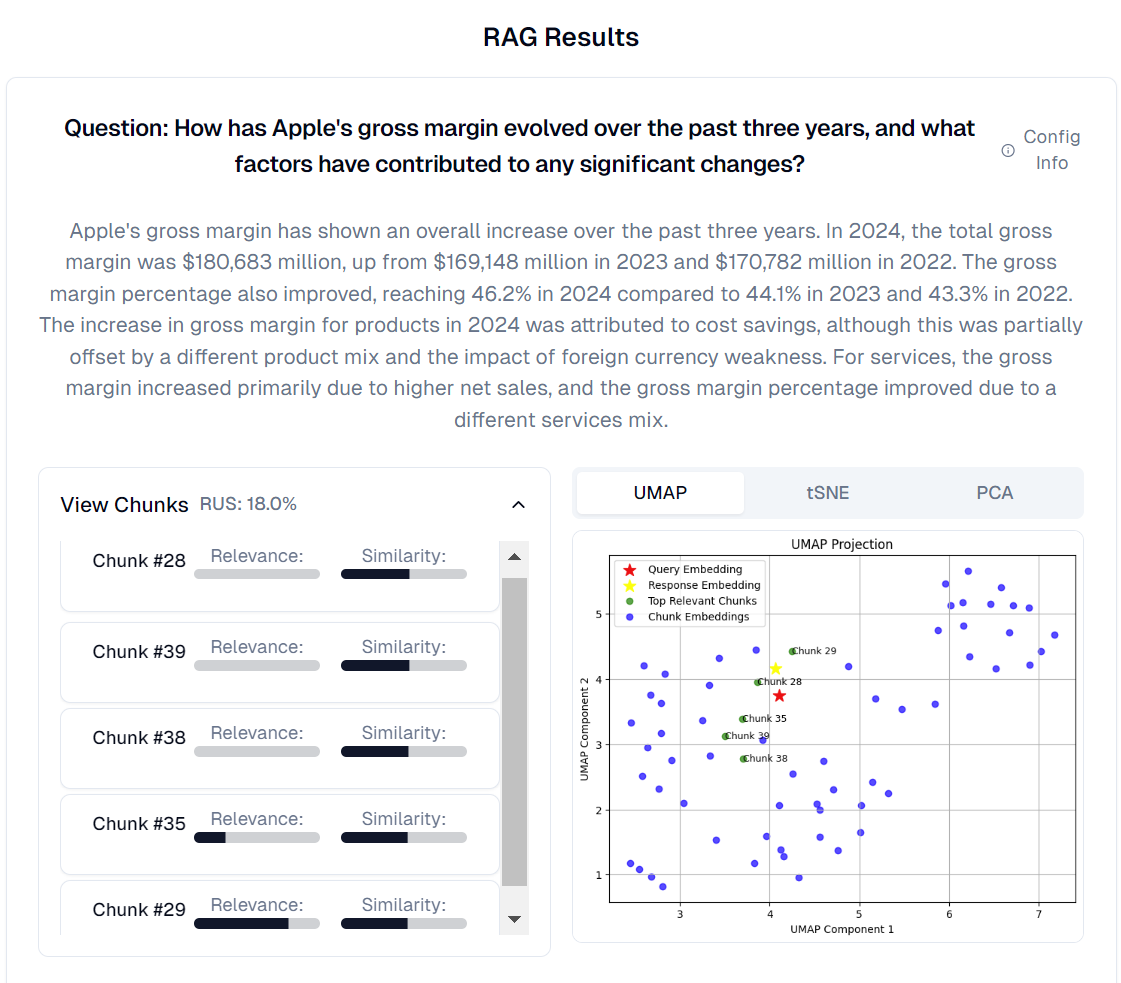 RAG Results
Question: How has Apple's gross margin evolved over the past three years, and what
factors have contributed to any significant changes?
Config
Info
Apple's gross margin has shown an overall increase over the past three years. In 2024, the total gross
margin was $180,683 million, up from $169,148 million in 2023 and $170,782 million in 2022. The gross
margin percentage also improved, reaching 46.2% in 2024 compared to 44.1% in 2023 and 43.3% in 2022.
The increase in gross margin for products in 2024 was attributed to cost savings, although this was partially
offset by a different product mix and the impact of foreign currency weakness. For services, the gross
margin increased primarily due to higher net sales, and the gross margin percentage improved due to a
different services mix.
View Chunks RUS: 18.0%
Chunk #28 Relevance: Similarity:
Chunk #39 Relevance: Similarity:
Chunk #38 Relevance: Similarity:
Chunk #35 Relevance: Similarity:
Chunk #29 Relevance: Similarity:
UMAP tSNE PCA
UMAP Projection
Query Embedding
Response Embedding
Top Relevant Chunks
Chunk Embeddings
Chunk 29
Chunk 28
Chunk 35
Chunk 39
Chunk 38
UMAP Component 2
5
4
3
2
1
3 4 5 6 7
UMAP Component 1